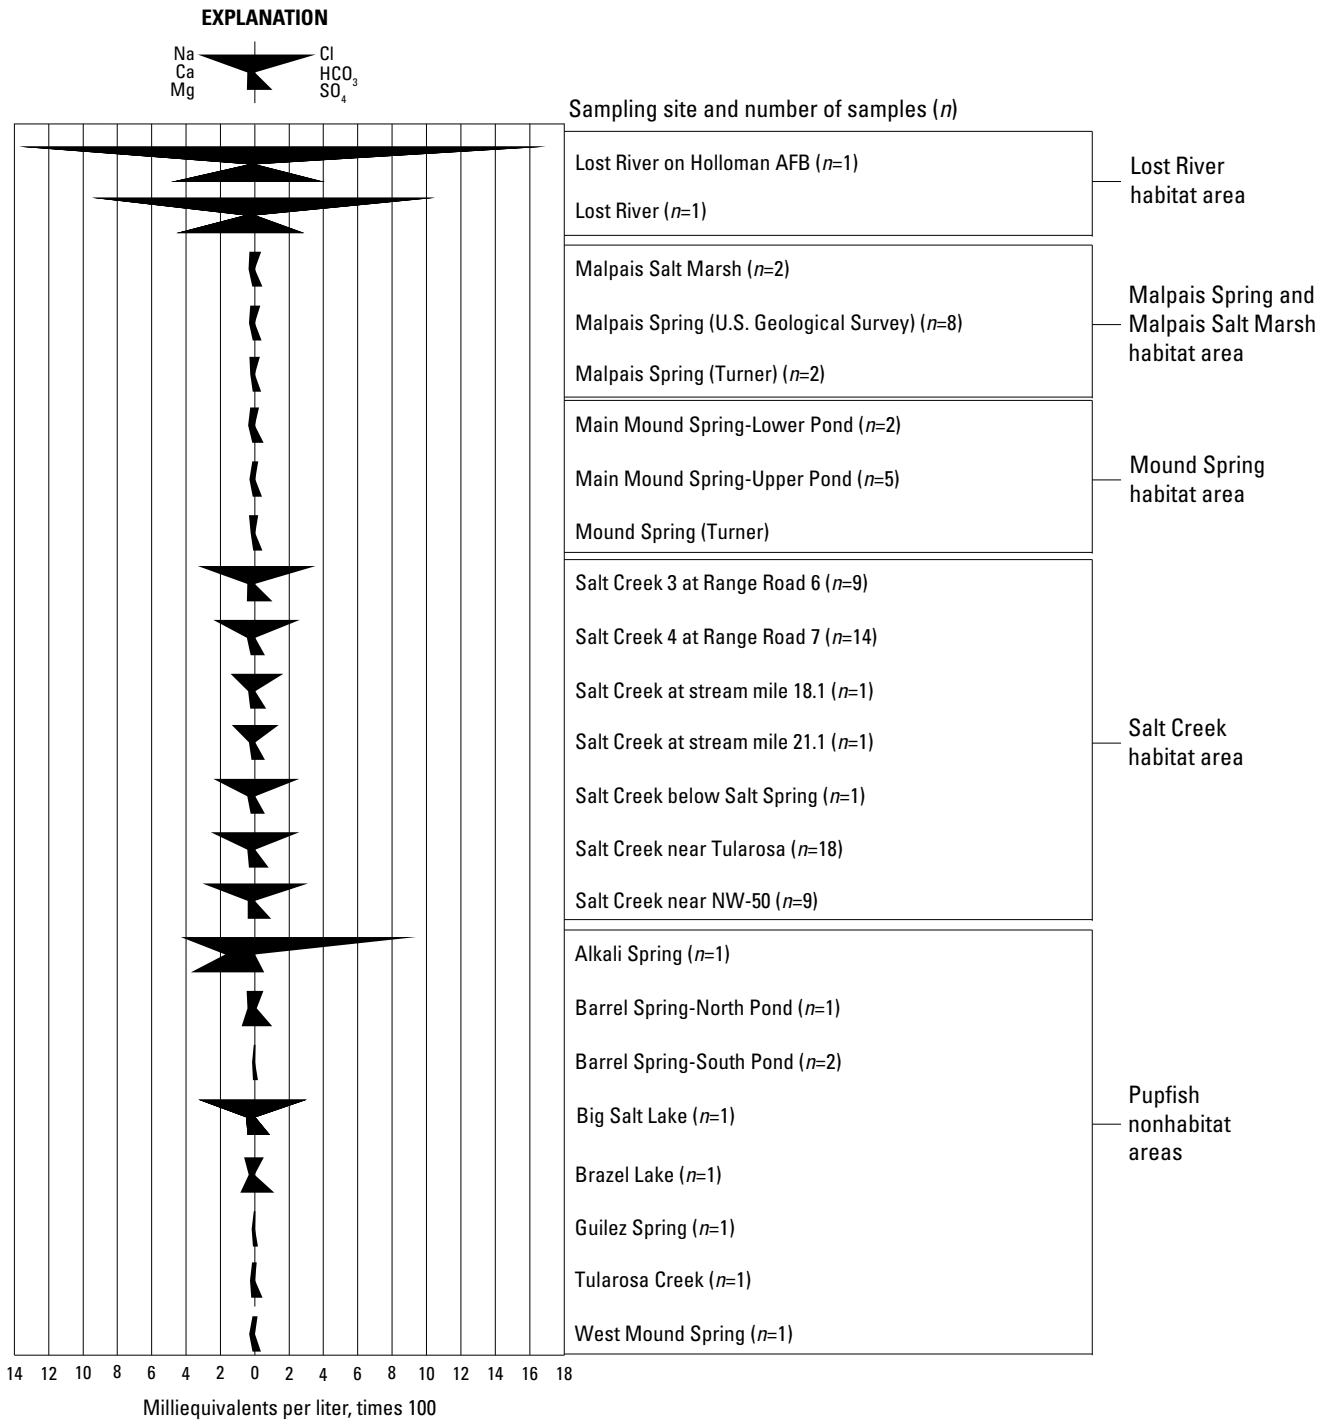 EXPLANATION
Na Cl
Ca HCO3
Mg SO4
Sampling site and number of samples (n)
Lost River on Holloman AFB (n=1)
Lost River (n=1)
Lost River
habitat area
Malpais Salt Marsh (n=2)
Malpais Spring (U.S. Geological Survey) (n=8)
Malpais Spring (Turner) (n=2)
Malpais Spring and
Malpais Salt Marsh
habitat area
Main Mound Spring-Lower Pond (n=2)
Main Mound Spring-Upper Pond (n=5)
Mound Spring (Turner)
Mound Spring
habitat area
Salt Creek 3 at Range Road 6 (n=9)
Salt Creek 4 at Range Road 7 (n=14)
Salt Creek at stream mile 18.1 (n=1)
Salt Creek at stream mile 21.1 (n=1)
Salt Creek below Salt Spring (n=1)
Salt Creek near Tularosa (n=18)
Salt Creek near NW-50 (n=9)
Salt Creek
habitat area
Alkali Spring (n=1)
Barrel Spring-North Pond (n=1)
Barrel Spring-South Pond (n=2)
Big Salt Lake (n=1)
Brazel Lake (n=1)
Guilez Spring (n=1)
Tularosa Creek (n=1)
West Mound Spring (n=1)
Pupfish
nonhabitat
areas
14 12 10 8 6 4 2 0 2 4 6 8 10 12 14 16 18
Milliequivalents per liter, times 100